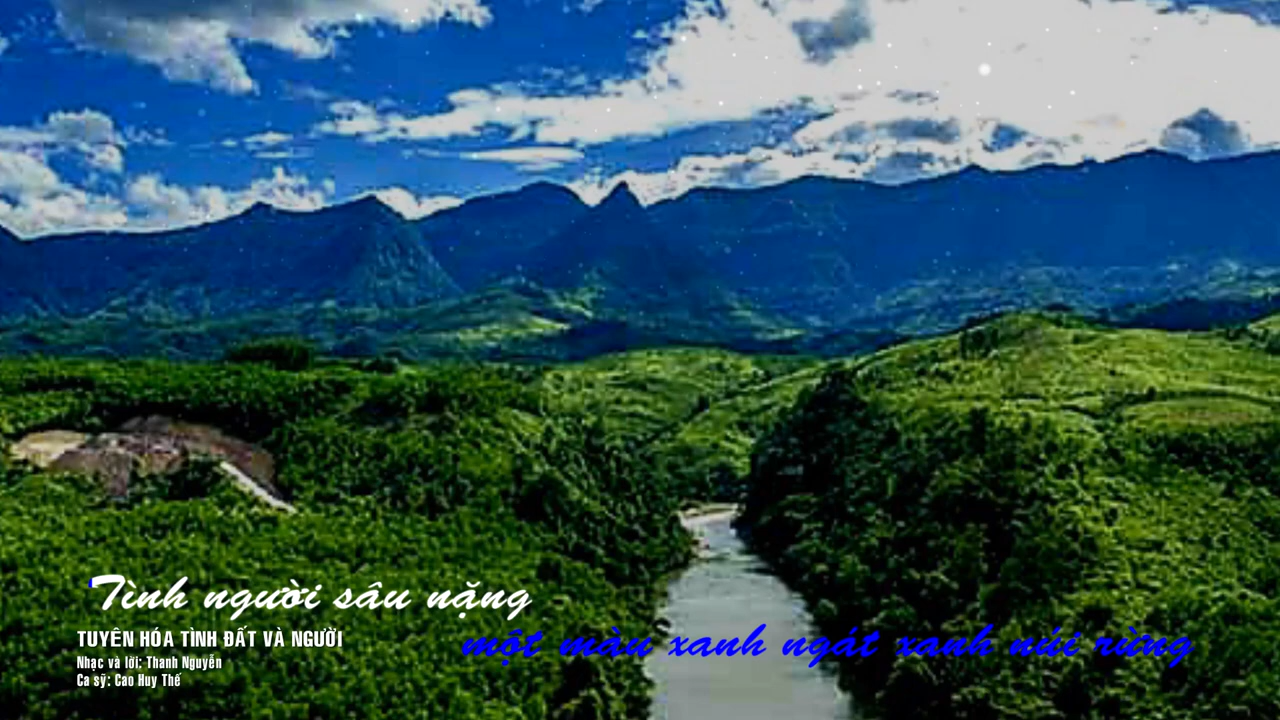 Tình người sâu nặng
một màu xanh ngát xanh núi rừng
TUYÊN HÓA TÌNH ĐẤT VÀ NGƯỜI
Nhạc và lời: Thanh Nguyễn
Ca sỹ: Cao Huy Thế